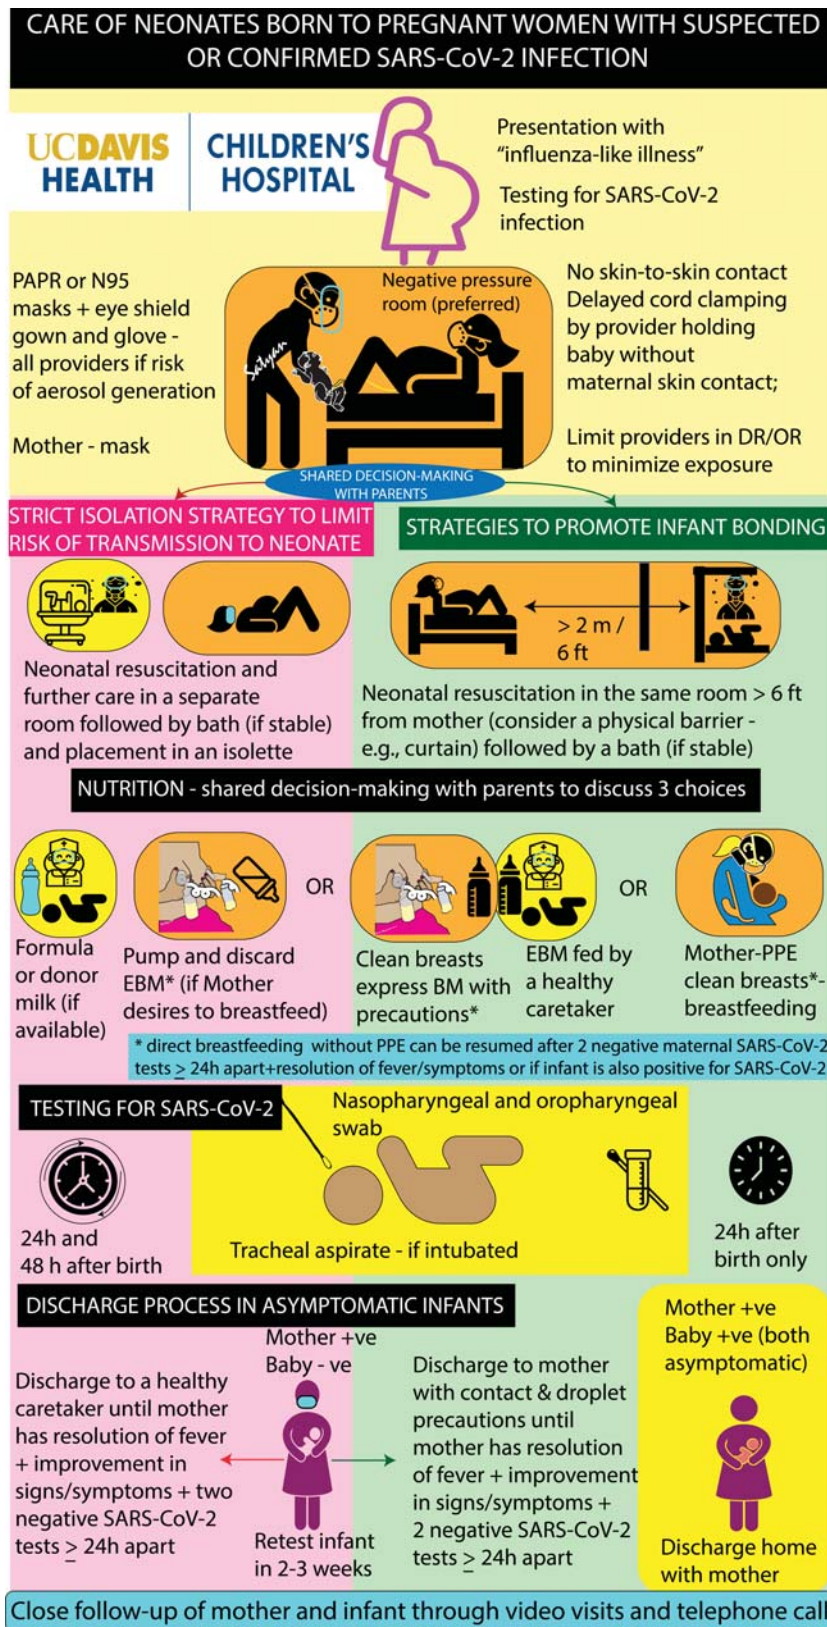 CARE OF NEONATES BORN TO PREGNANT WOMEN WITH SUSPECTED
OR CONFIRMED SARS-CoV-2 INFECTION
UCDAVIS
HEALTH
CHILDREN'S
HOSPITAL
Presentation with
"influenza-like illness"
Testing for SARS-CoV-2
infection
PAPR or N95
masks + eye shield
gown and glove -
all providers if risk
of aerosol generation
Mother - mask
Negative pressure
room (preferred)
Satyan
No skin-to-skin contact
Delayed cord clamping
by provider holding
baby without
maternal skin contact;
Limit providers in DR/OR
to minimize exposure
SHARED DECISION-MAKING
WITH PARENTS
STRICT ISOLATION STRATEGY TO LIMIT
RISK OF TRANSMISSION TO NEONATE
STRATEGIES TO PROMOTE INFANT BONDING
> 2 m /
6 ft
Neonatal resuscitation and
further care in a separate
room followed by bath (if stable)
and placement in an isolette
Neonatal resuscitation in the same room > 6 ft
from mother (consider a physical barrier -
e.g., curtain) followed by a bath (if stable)
NUTRITION - shared decision-making with parents to discuss 3 choices
OR
OR
Formula
or donor
milk (if
available)
Pump and discard
EBM* (if Mother
desires to breastfeed)
Clean breasts
express BM with
precautions*
EBM fed by
a healthy
caretaker
Mother-PPE
clean breasts*-
breastfeeding
* direct breastfeeding without PPE can be resumed after 2 negative maternal SARS-CoV-2
tests ≥ 24h apart+resolution of fever/symptoms or if infant is also positive for SARS-CoV-2
TESTING FOR SARS-CoV-2
Nasopharyngeal and oropharyngeal
swab
24h and
48 h after birth
Tracheal aspirate - if intubated
24h after
birth only
DISCHARGE PROCESS IN ASYMPTOMATIC INFANTS
Mother +ve
Baby - ve
Discharge to a healthy
caretaker until mother
has resolution of fever
+ improvement in
signs/symptoms + two
negative SARS-CoV-2
tests ≥ 24h apart
Retest infant
in 2-3 weeks
Discharge to mother
with contact & droplet
precautions until
mother has resolution
of fever + improvement
in signs/symptoms +
2 negative SARS-CoV-2
tests ≥ 24h apart
Mother +ve
Baby +ve (both
asymptomatic)
Discharge home
with mother
Close follow-up of mother and infant through video visits and telephone call